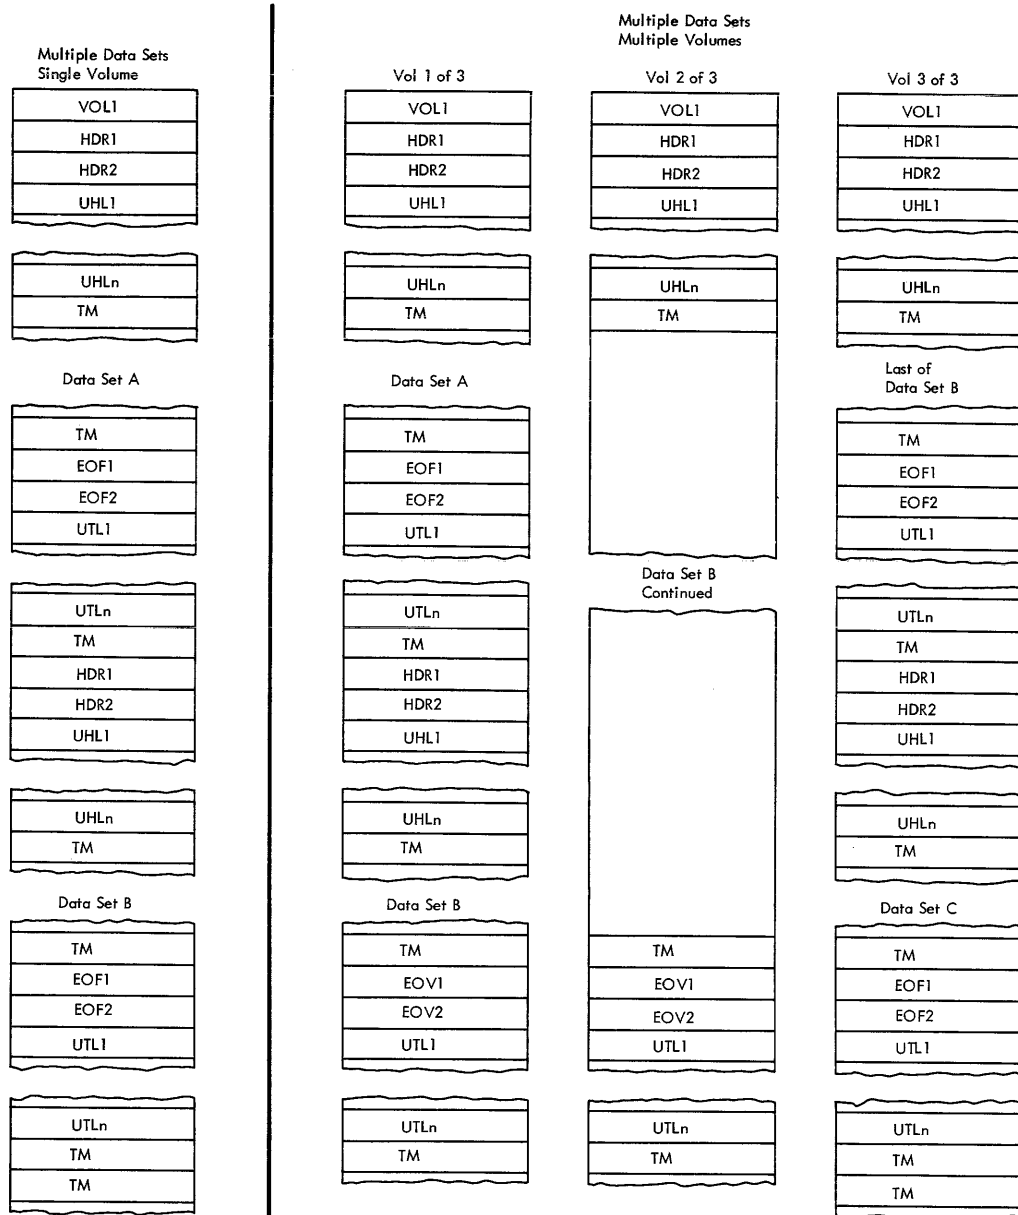 Multiple Data Sets
Single Volume
VOL1
HDR1
HDR2
UHL1
UHLn
TM
Data Set A
TM
EOF1
EOF2
UTL1
UTLn
TM
HDR1
HDR2
UHL1
UHLn
TM
Data Set B
TM
EOF1
EOF2
UTL1
UTLn
TM
TM
Multiple Data Sets
Multiple Volumes
Vol 1 of 3
VOL1
HDR1
HDR2
UHL1
UHLn
TM
Data Set A
TM
EOF1
EOF2
UTL1
UTLn
TM
HDR1
HDR2
UHL1
UHLn
TM
Data Set B
TM
EOV1
EOV2
UTL1
UTLn
TM
Vol 2 of 3
VOL1
HDR1
HDR2
UHL1
UHLn
TM
Data Set B
Continued
TM
EOV1
EOV2
UTL1
UTLn
TM
Vol 3 of 3
VOL1
HDR1
HDR2
UHL1
UHLn
TM
Last of
Data Set B
TM
EOF1
EOF2
UTL1
UTLn
TM
HDR1
HDR2
UHL1
UHLn
TM
Data Set C
TM
EOF1
EOF2
UTL1
UTLn
TM
TM